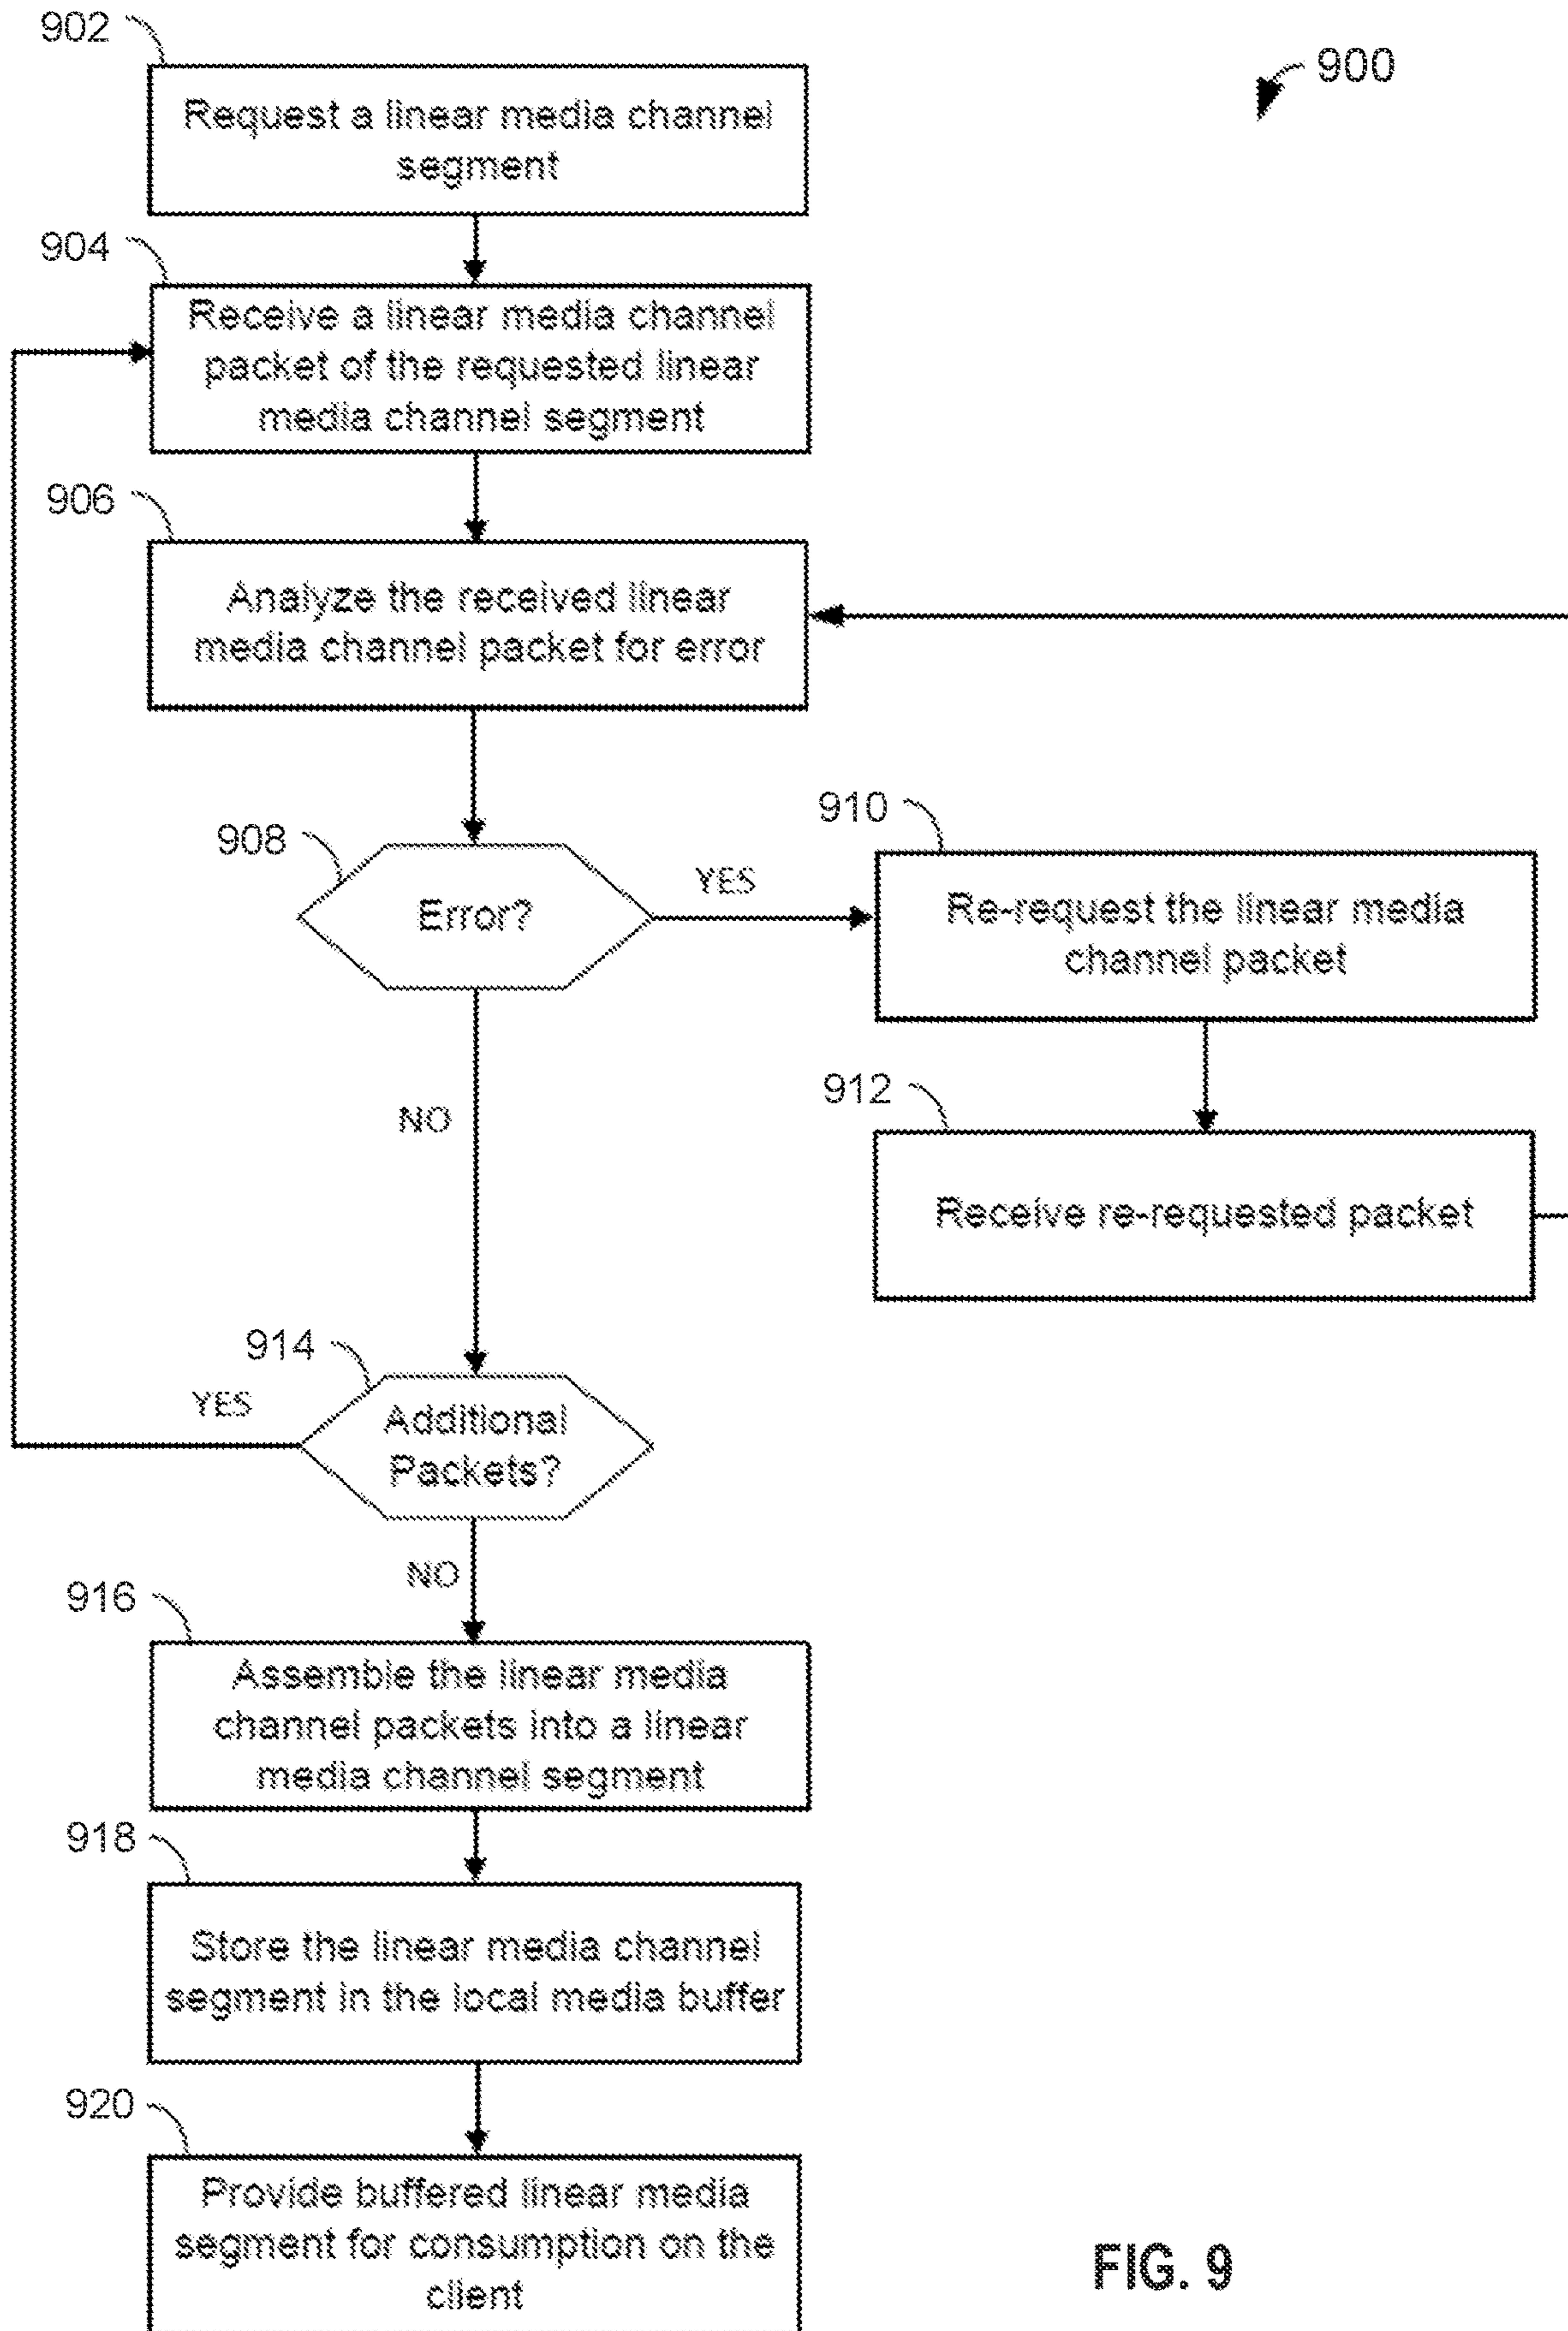 900
902
Request a linear media channel
segment
904
Receive a linear media channel
packet of the requested linear
media channel segment
906
Analyze the received linear
media channel packet for error
908
Error?
YES
910
Re-request the linear media
channel packet
912
Receive re-requested packet
NO
914
Additional
Packets?
YES
NO
916
Assemble the linear media
channel packets into a linear
media channel segment
918
Store the linear media channel
segment in the local media buffer
920
Provide buffered linear media
segment for consumption on the
client
FIG. 9